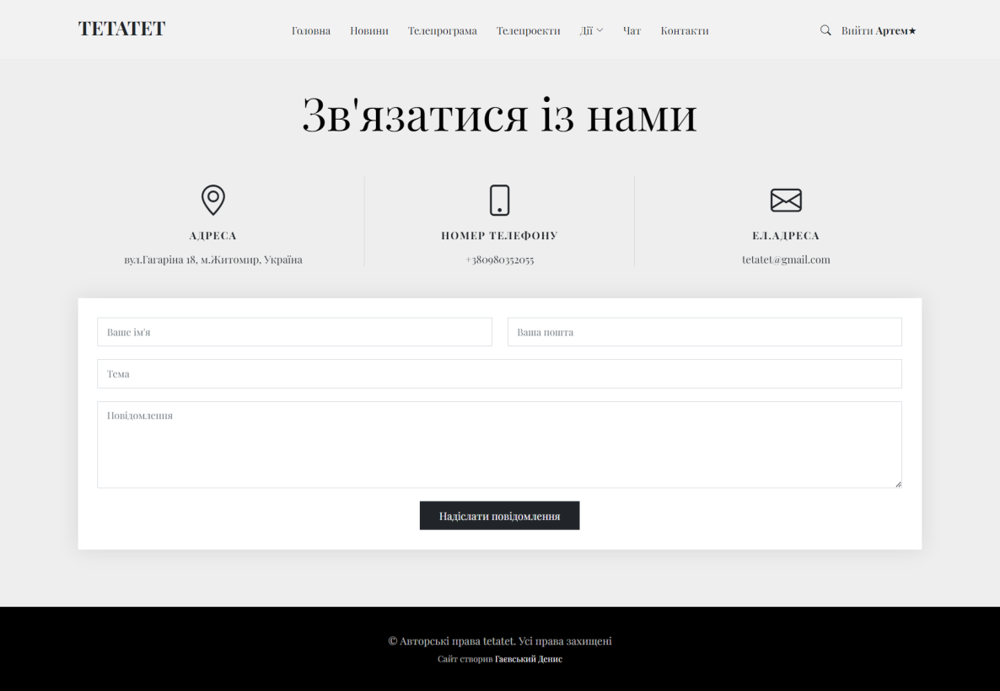 TETATET
Головна Новини Телепрограма Телепроекти Дії Чат Контакти Вийти Артем★
Зв'язатися із нами
АДРЕСА
вул.Гагаріна 18, м.Житомир, Україна
НОМЕР ТЕЛЕФОНУ
+380980352055
ЕЛ.АДРЕСА
tetatet@gmail.com
Ваше ім'я
Ваша пошта
Тема
Повідомлення
Надіслати повідомлення
© Авторські права tetatet. Усі права захищені
Сайт створив Гаєвський Денис